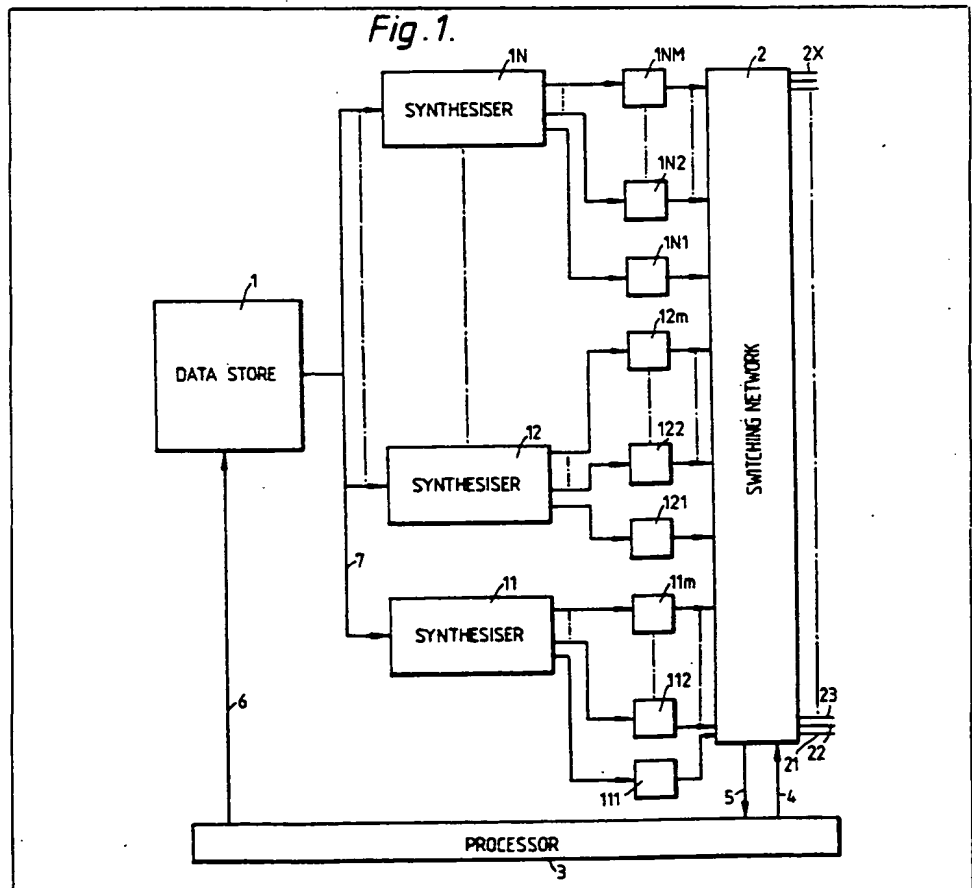 Fig.1.
1N
1NM
2
2X
SYNTHESISER
1N2
1N1
1
DATA STORE
12m
SWITCHING NETWORK
12
122
SYNTHESISER
121
7
11
11m
SYNTHESISER
112
23
21
22
6
111
5
4
PROCESSOR
3